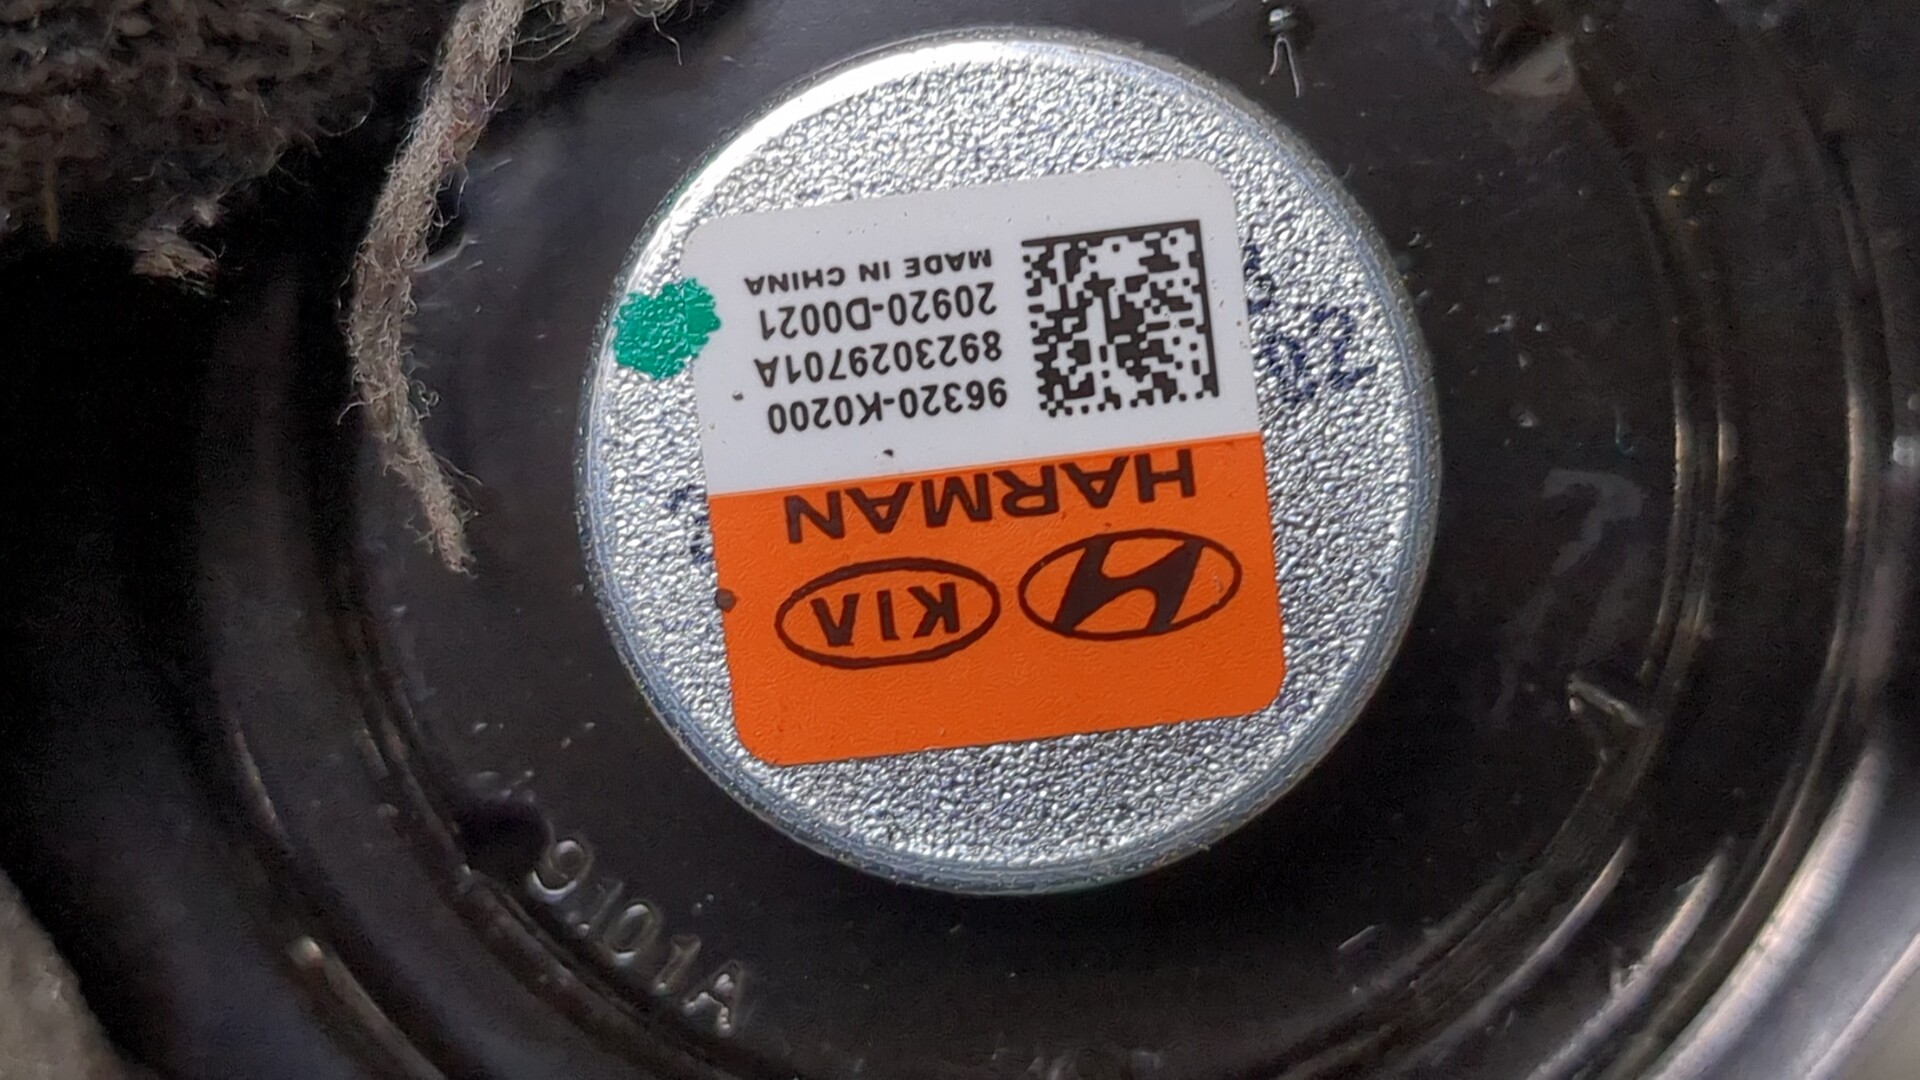 KIA
HARMAN
96320-K0200
8923029701A
20920-D0021
MADE IN CHINA
9101A